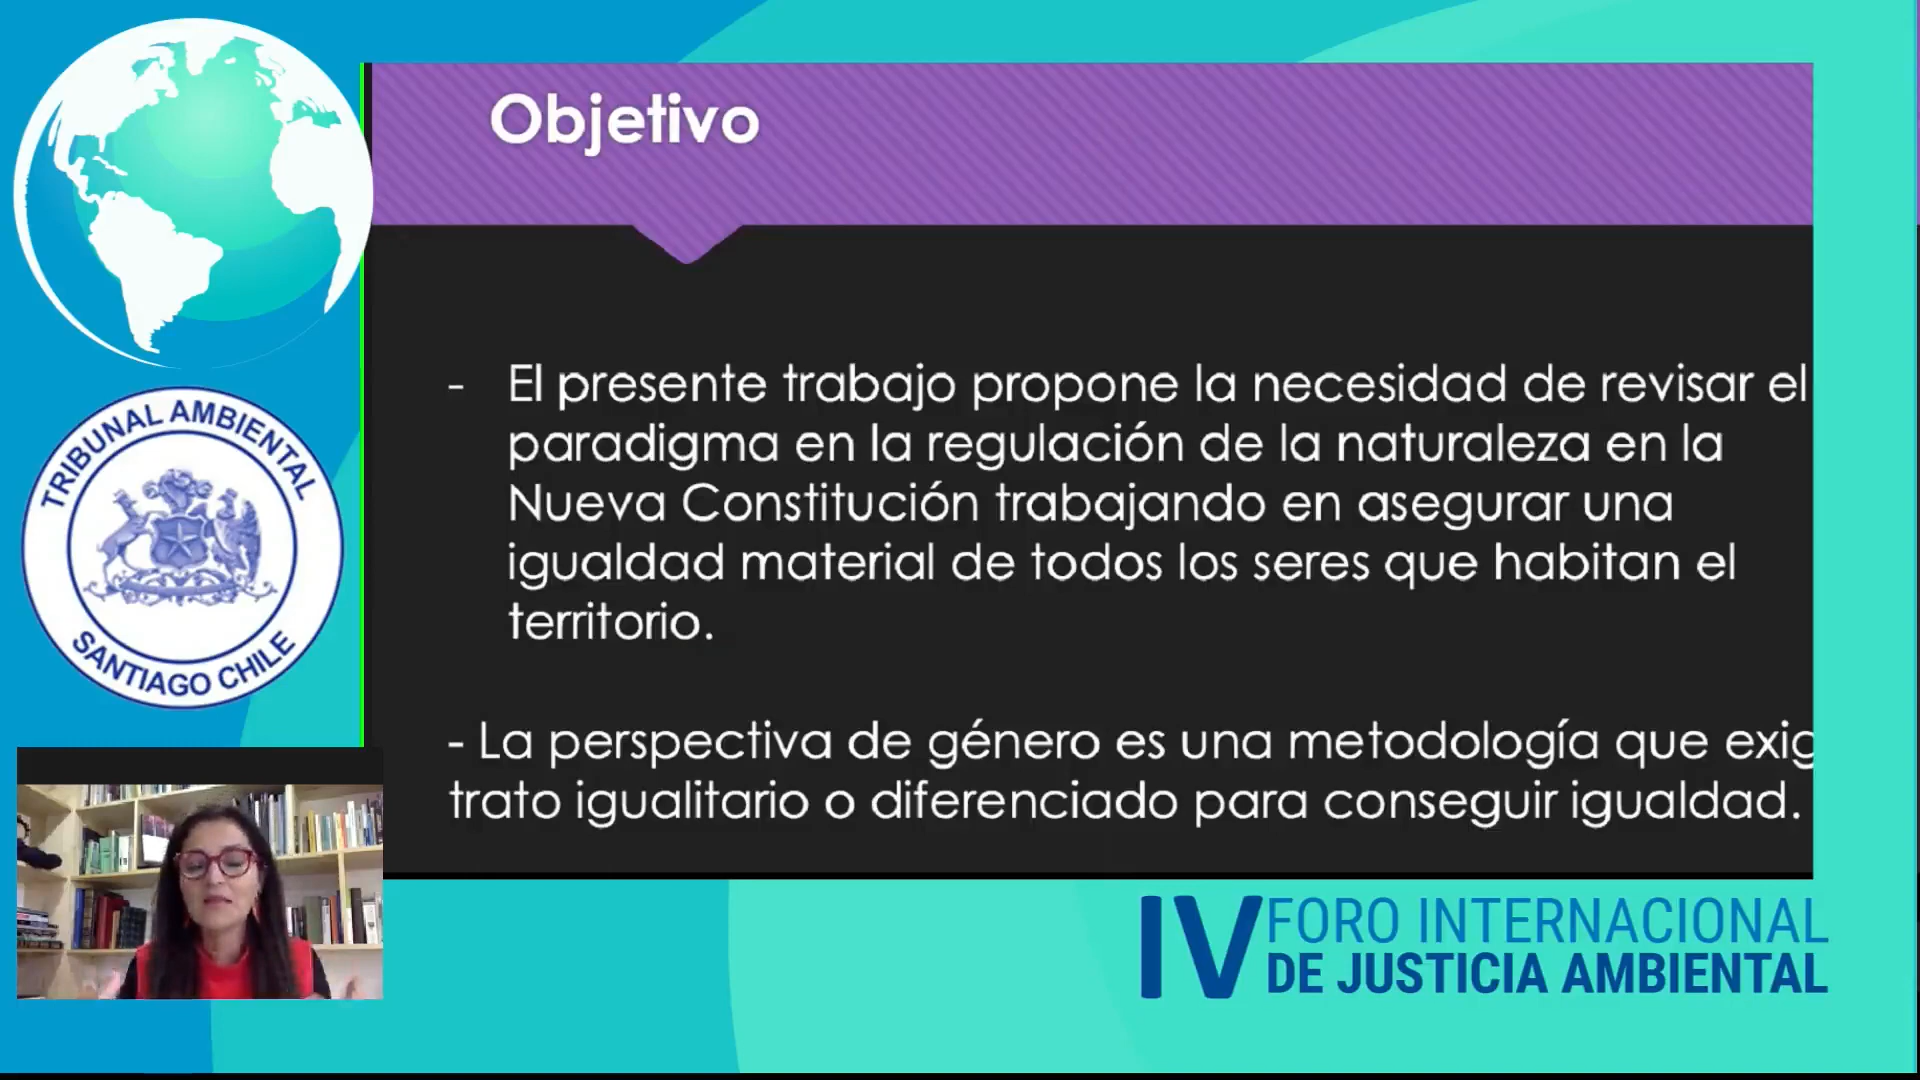 Objetivo
- El presente trabajo propone la necesidad de revisar el
paradigma en la regulación de la naturaleza en la
Nueva Constitución trabajando en asegurar una
igualdad material de todos los seres que habitan el
territorio.
- La perspectiva de género es una metodología que exig
trato igualitario o diferenciado para conseguir igualdad.
TRIBUNAL AMBIENTAL
SANTIAGO CHILE
IV FORO INTERNACIONAL
DE JUSTICIA AMBIENTAL